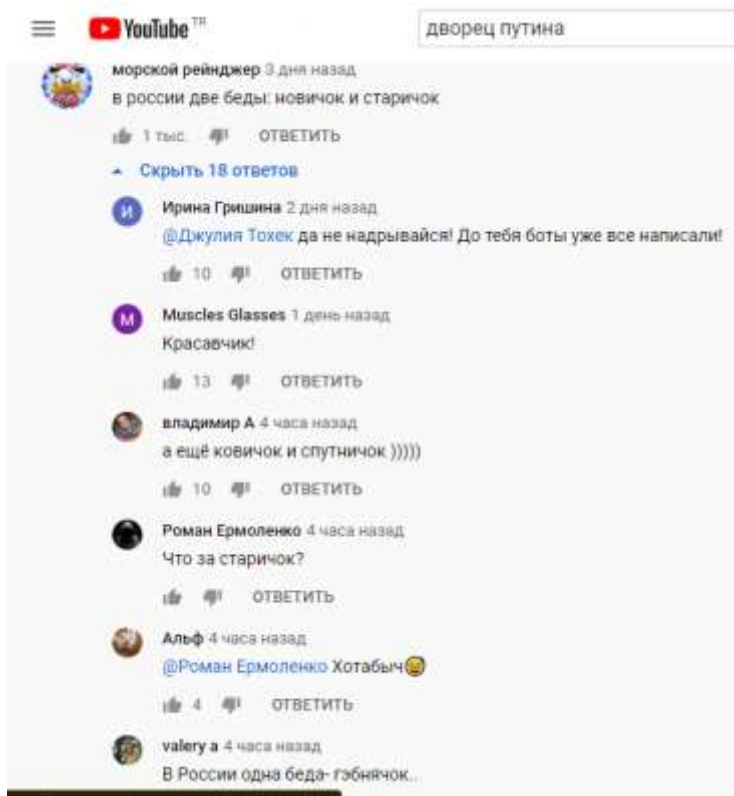 YouTube TR
дворец путина
морской рейнджер 3 дня назад
в россии две беды: новичок и старичок
1 тыс. ОТВЕТИТЬ
Скрыть 18 ответов
И
Ирина Гришина 2 дня назад
@Джулия Тохек да не надрывайся! До тебя боты уже все написали!
10 ОТВЕТИТЬ
M
Muscles Glasses 1 день назад
Красавчик!
13 ОТВЕТИТЬ
владимир А 4 часа назад
а ещё ковичок и спутничок )))))
10 ОТВЕТИТЬ
Роман Ермоленко 4 часа назад
Что за старичок?
ОТВЕТИТЬ
Альф 4 часа назад
@Роман Ермоленко Хотабыч😅
4 ОТВЕТИТЬ
valery a 4 часа назад
В России одна беда- гэбнячок..